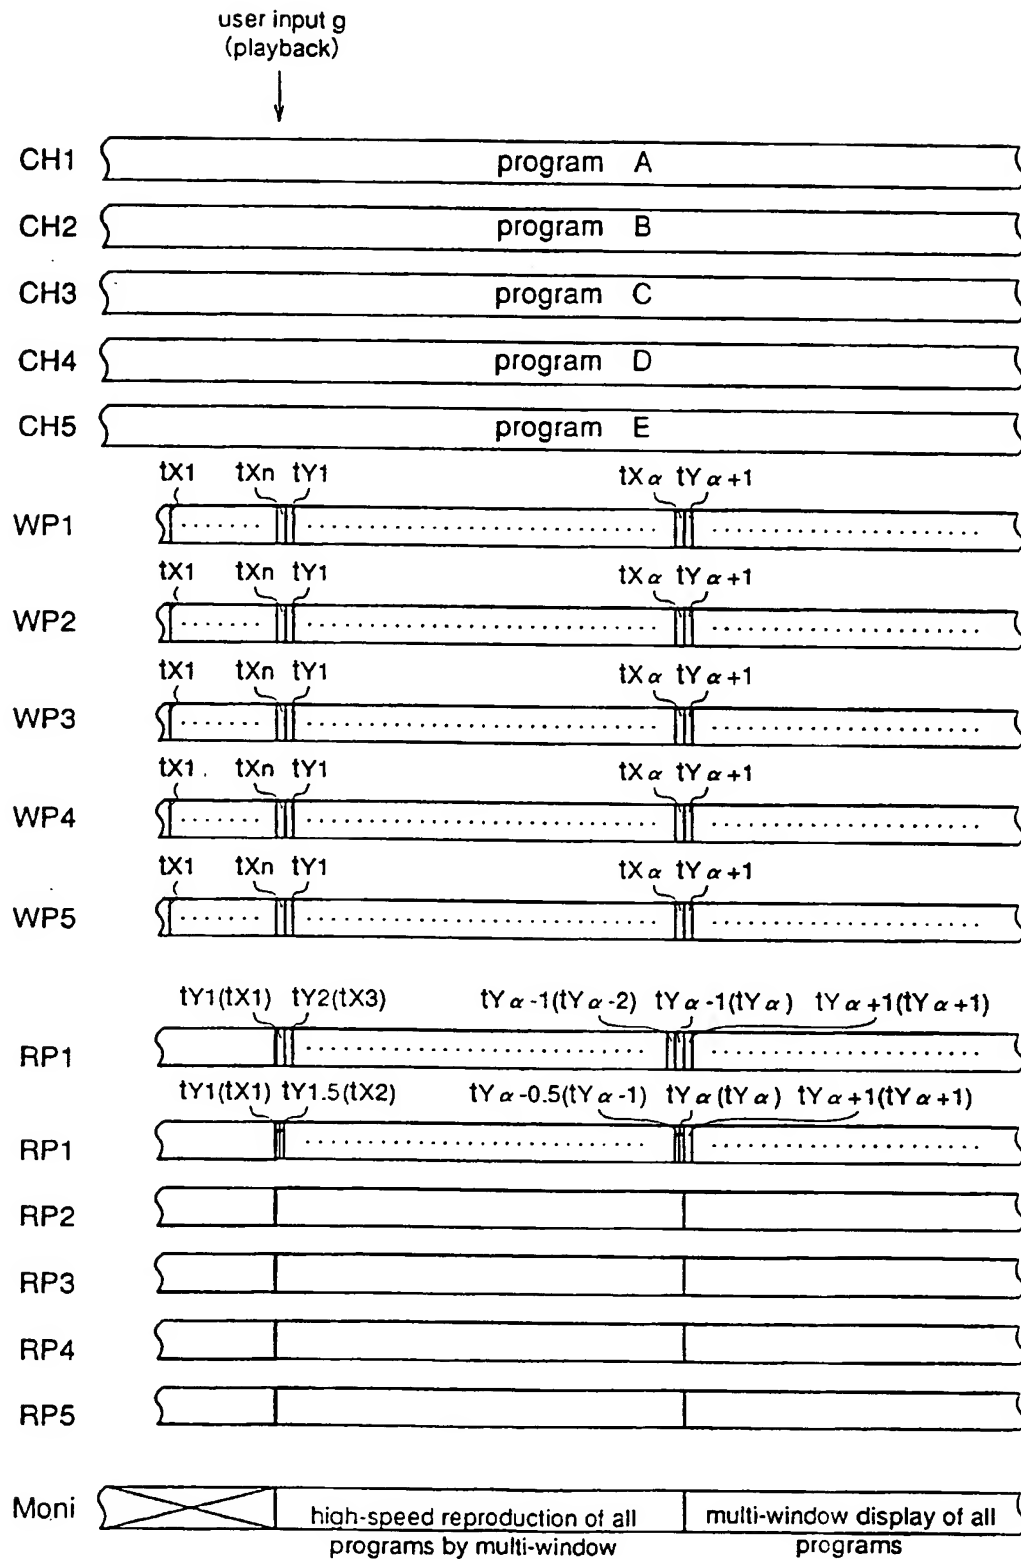 user input g
(playback)
CH1 program A
CH2 program B
CH3 program C
CH4 program D
CH5 program E
tX1 tXn tY1 tXα tYα+1
WP1
tX1 tXn tY1 tXα tYα+1
WP2
tX1 tXn tY1 tXα tYα+1
WP3
tX1 tXn tY1 tXα tYα+1
WP4
tX1 tXn tY1 tXα tYα+1
WP5
tY1(tX1) tY2(tX3) tYα-1(tYα-2) tYα-1(tYα) tYα+1(tYα+1)
RP1
tY1(tX1) tY1.5(tX2) tYα-0.5(tYα-1) tYα(tYα) tYα+1(tYα+1)
RP1
RP2
RP3
RP4
RP5
Moni high-speed reproduction of all programs by multi-window multi-window display of all programs